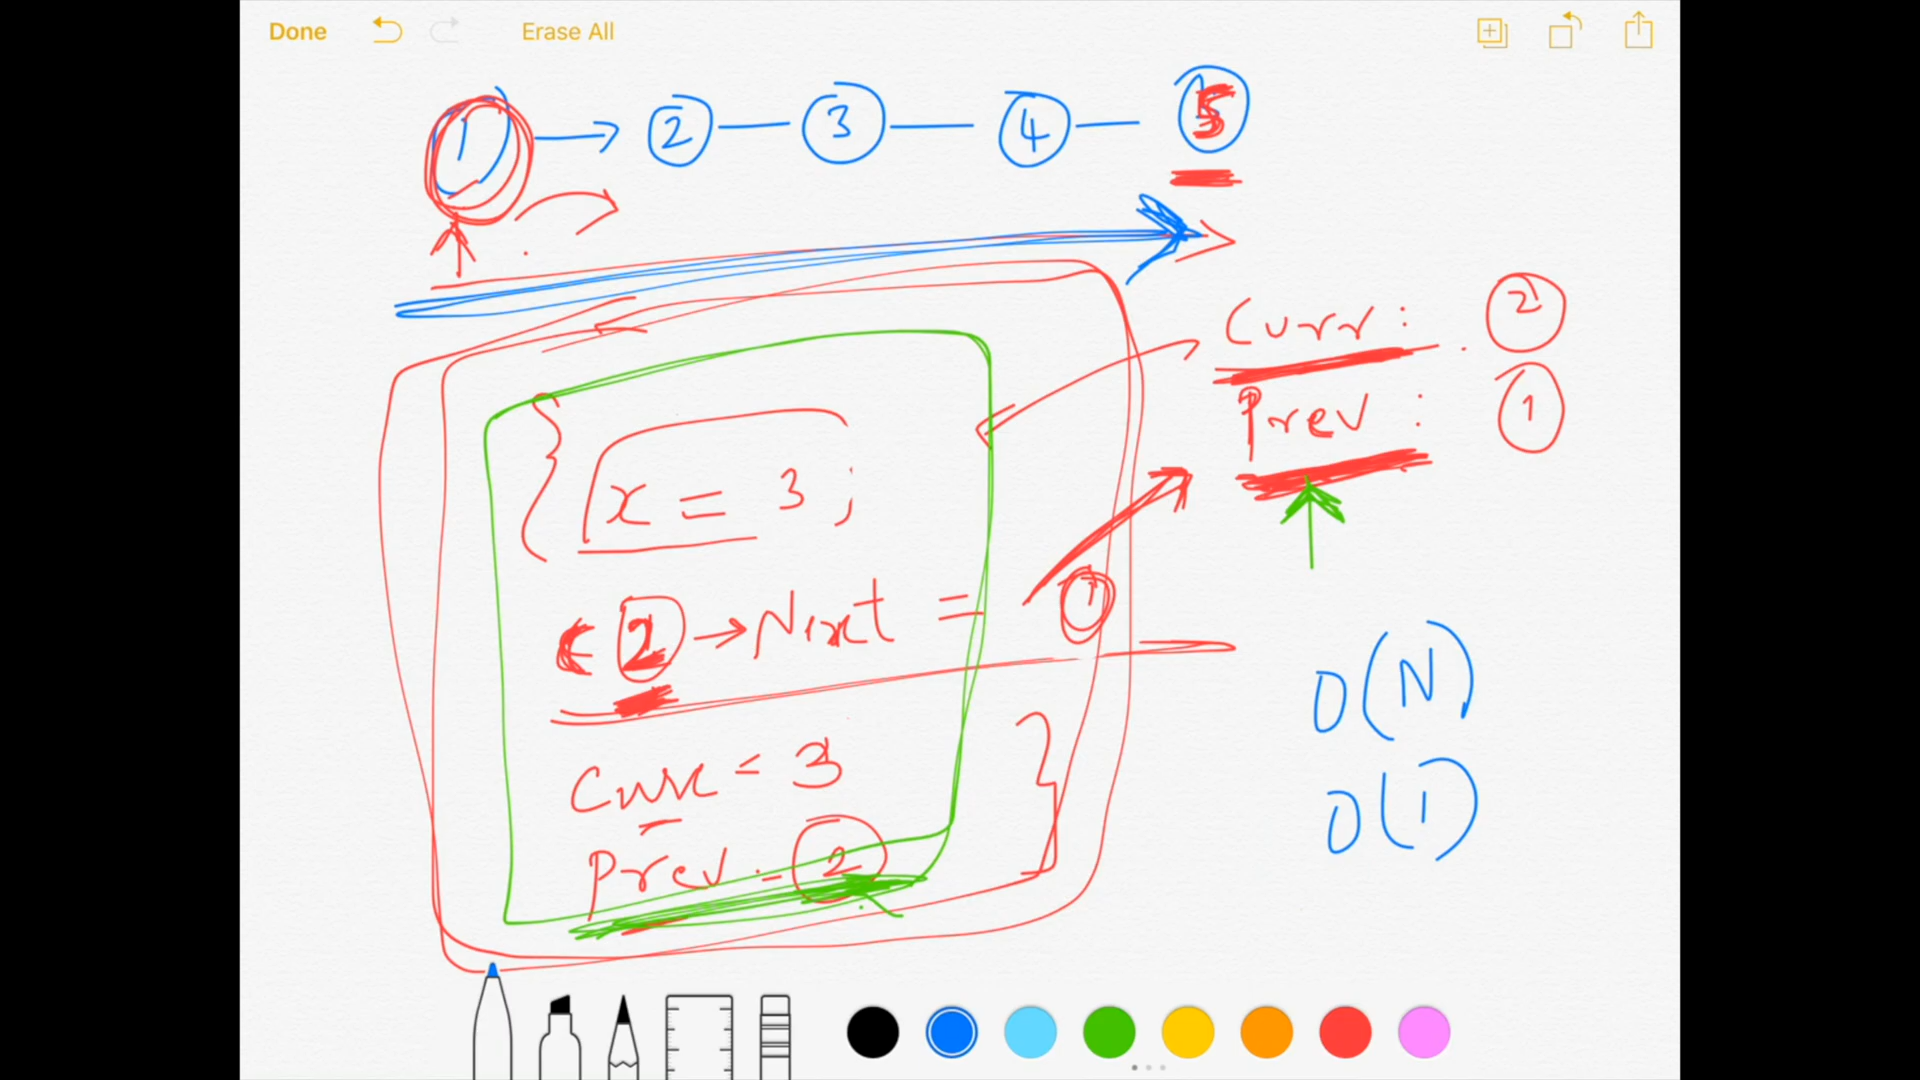 Done Erase All
1 → 2 — 3 — 4 — 5
Curr: 2
Prev: 1
{ x = 3;
2 → Next = 1
Curr = 3
Prev = 2 }
O(N)
O(1)